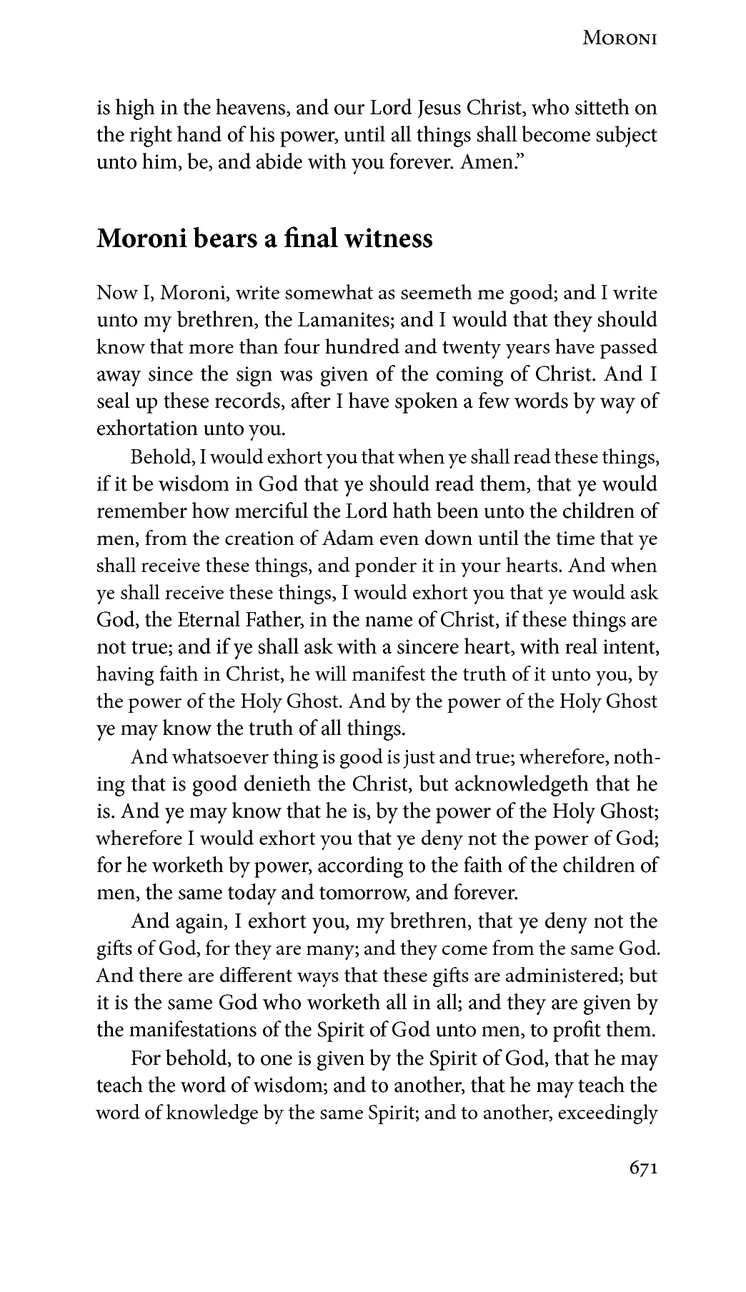 Moroni
is high in the heavens, and our Lord Jesus Christ, who sitteth on
the right hand of his power, until all things shall become subject
unto him, be, and abide with you forever. Amen.”
Moroni bears a final witness
Now I, Moroni, write somewhat as seemeth me good; and I write
unto my brethren, the Lamanites; and I would that they should
know that more than four hundred and twenty years have passed
away since the sign was given of the coming of Christ. And I
seal up these records, after I have spoken a few words by way of
exhortation unto you.
Behold, I would exhort you that when ye shall read these things,
if it be wisdom in God that ye should read them, that ye would
remember how merciful the Lord hath been unto the children of
men, from the creation of Adam even down until the time that ye
shall receive these things, and ponder it in your hearts. And when
ye shall receive these things, I would exhort you that ye would ask
God, the Eternal Father, in the name of Christ, if these things are
not true; and if ye shall ask with a sincere heart, with real intent,
having faith in Christ, he will manifest the truth of it unto you, by
the power of the Holy Ghost. And by the power of the Holy Ghost
ye may know the truth of all things.
And whatsoever thing is good is just and true; wherefore, noth-
ing that is good denieth the Christ, but acknowledgeth that he
is. And ye may know that he is, by the power of the Holy Ghost;
wherefore I would exhort you that ye deny not the power of God;
for he worketh by power, according to the faith of the children of
men, the same today and tomorrow, and forever.
And again, I exhort you, my brethren, that ye deny not the
gifts of God, for they are many; and they come from the same God.
And there are different ways that these gifts are administered; but
it is the same God who worketh all in all; and they are given by
the manifestations of the Spirit of God unto men, to profit them.
For behold, to one is given by the Spirit of God, that he may
teach the word of wisdom; and to another, that he may teach the
word of knowledge by the same Spirit; and to another, exceedingly
671